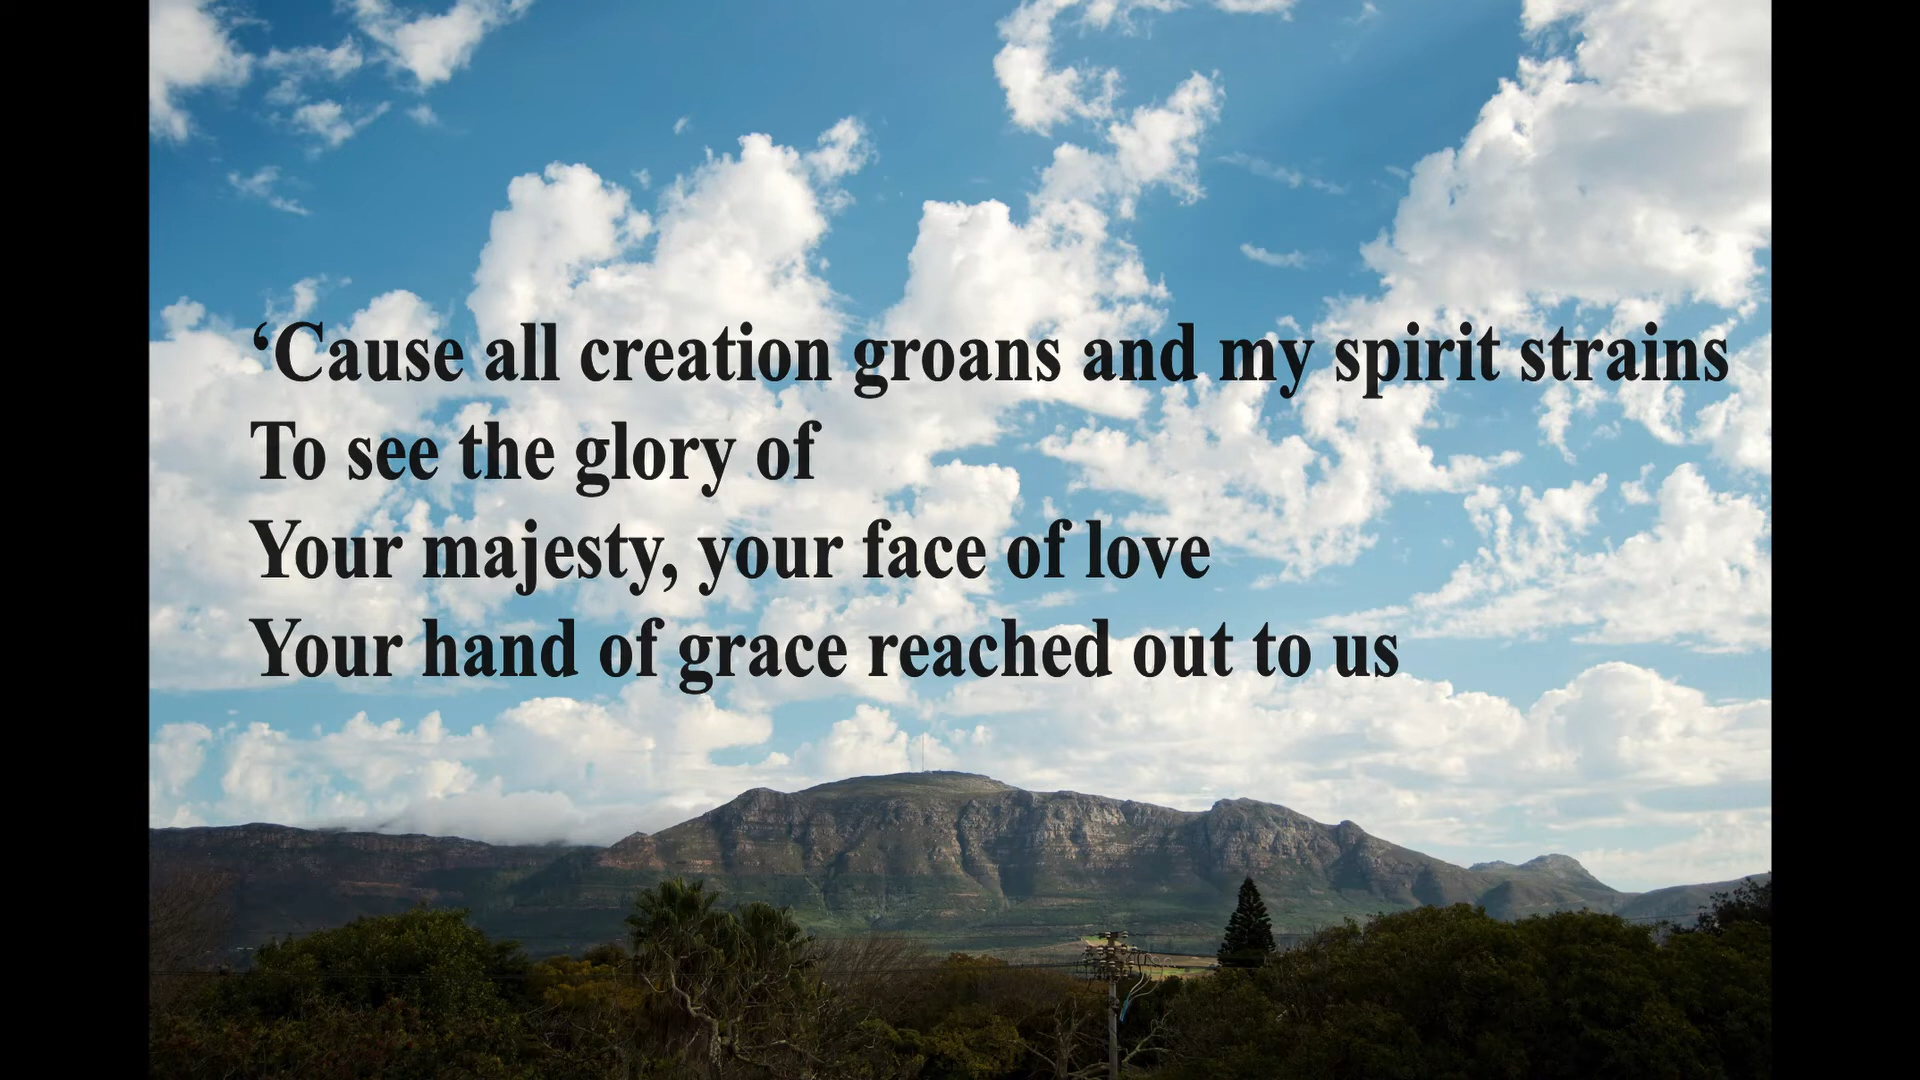 ‘Cause all creation groans and my spirit strains
To see the glory of
Your majesty, your face of love
Your hand of grace reached out to us